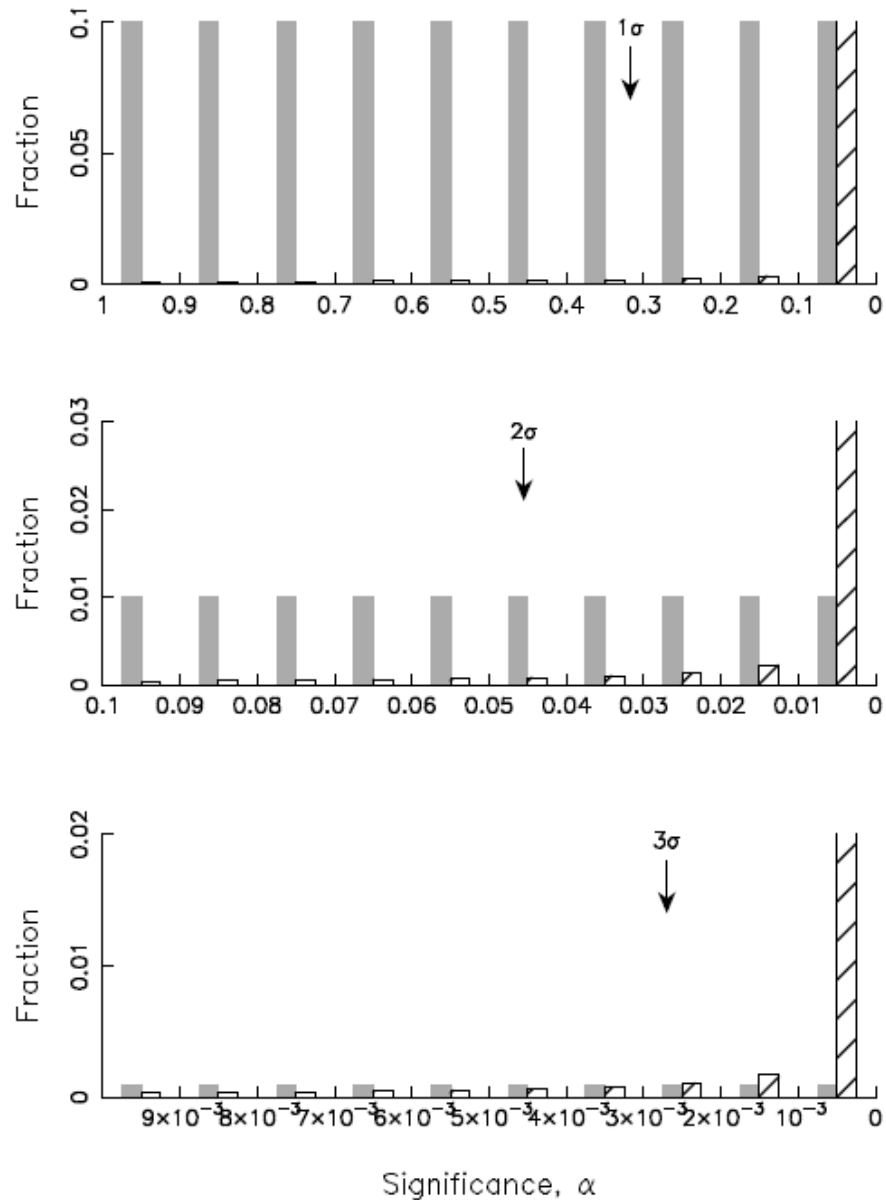 0.1
1σ
0.05
Fraction
0
1 0.9 0.8 0.7 0.6 0.5 0.4 0.3 0.2 0.1 0
0.03
2σ
0.02
Fraction
0.01
0
0.1 0.09 0.08 0.07 0.06 0.05 0.04 0.03 0.02 0.01 0
0.02
3σ
0.01
Fraction
0
9×10⁻³ 8×10⁻³ 7×10⁻³ 6×10⁻³ 5×10⁻³ 4×10⁻³ 3×10⁻³ 2×10⁻³ 10⁻³ 0
Significance, α